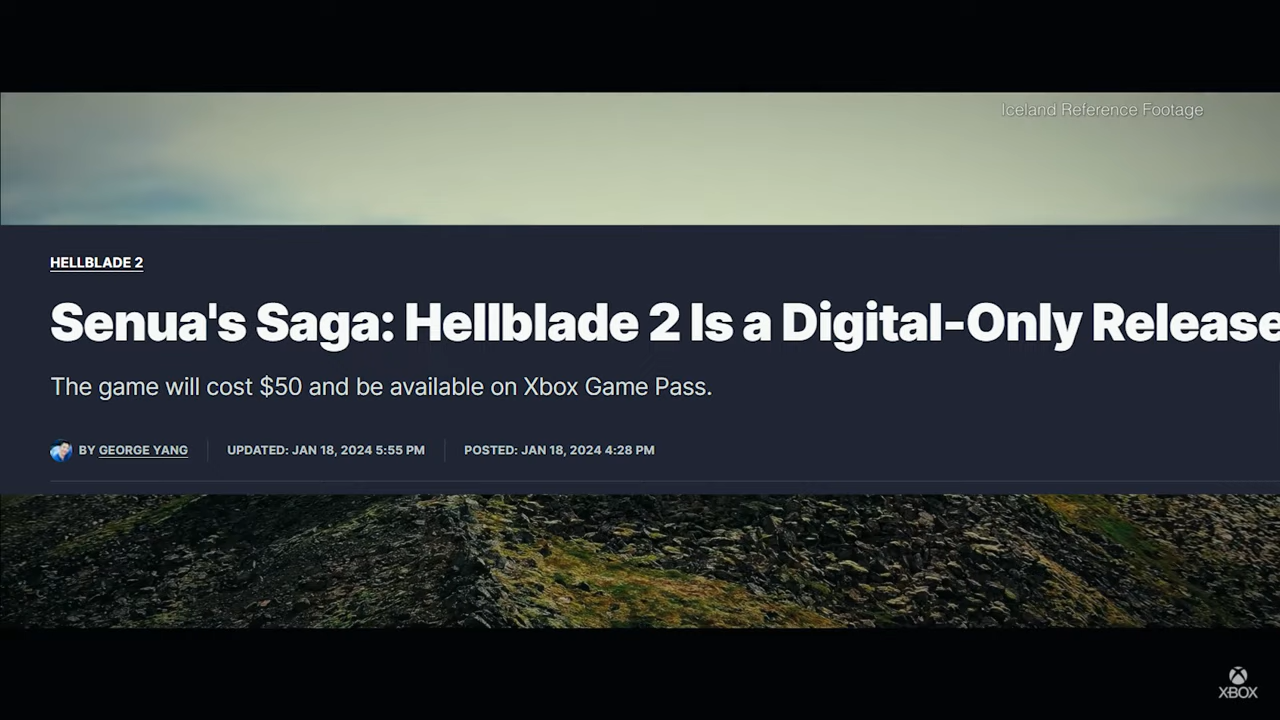 Iceland Reference Footage
HELLBLADE 2
Senua's Saga: Hellblade 2 Is a Digital-Only Release
The game will cost $50 and be available on Xbox Game Pass.
BY GEORGE YANG UPDATED: JAN 18, 2024 5:55 PM POSTED: JAN 18, 2024 4:28 PM
XBOX